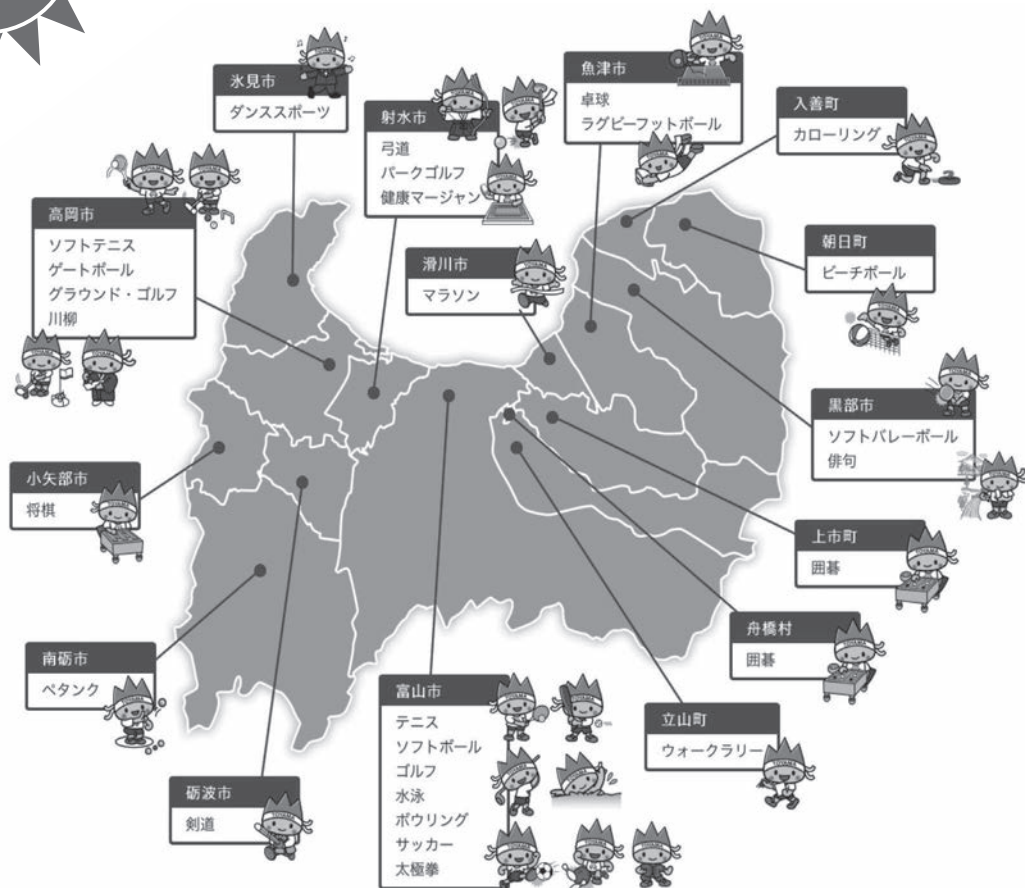 氷見市
ダンススポーツ
射水市
弓道
パークゴルフ
健康マージャン
魚津市
卓球
ラグビーフットボール
入善町
カローリング
高岡市
ソフトテニス
ゲートボール
グラウンド・ゴルフ
川柳
滑川市
マラソン
朝日町
ビーチボール
黒部市
ソフトバレーボール
俳句
小矢部市
将棋
上市町
囲碁
舟橋村
囲碁
南砺市
ペタンク
富山市
テニス
ソフトボール
ゴルフ
水泳
ボウリング
サッカー
太極拳
立山町
ウォークラリー
砺波市
剣道